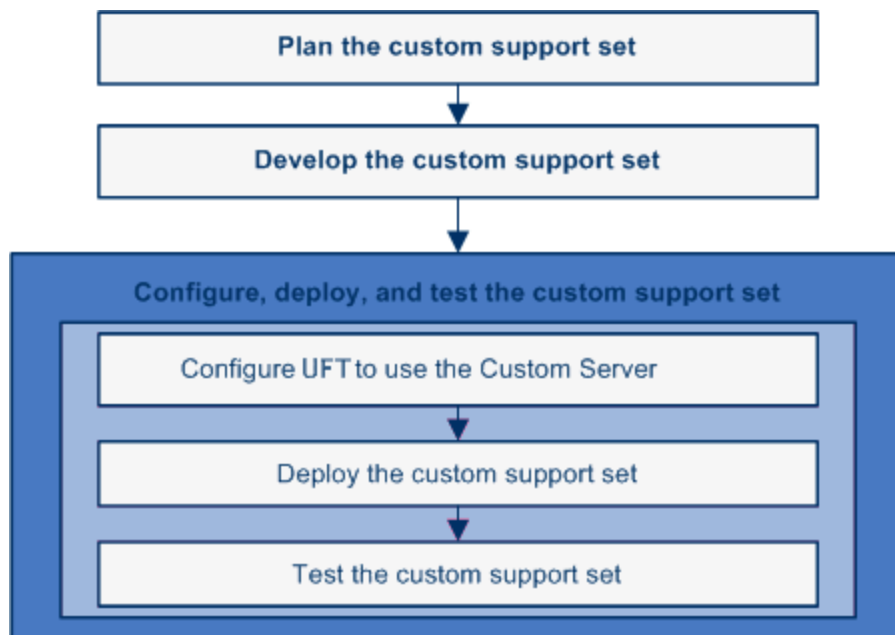 Plan the custom support set
Develop the custom support set
Configure, deploy, and test the custom support set
Configure UFT to use the Custom Server
Deploy the custom support set
Test the custom support set